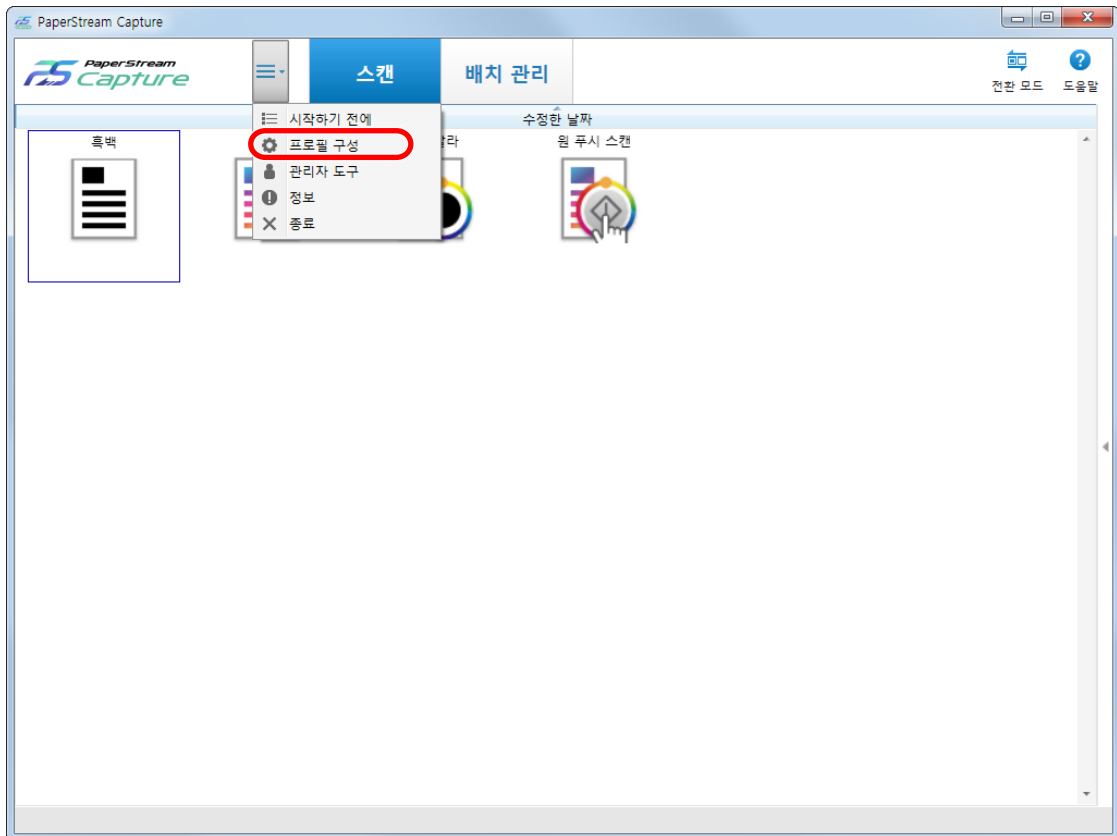 PaperStream Capture
PaperStream
Capture
스캔
배치 관리
전환 모드
도움말
시작하기 전에
프로필 구성
관리자 도구
정보
종료
수정한 날짜
흑백
원 푸시 스캔